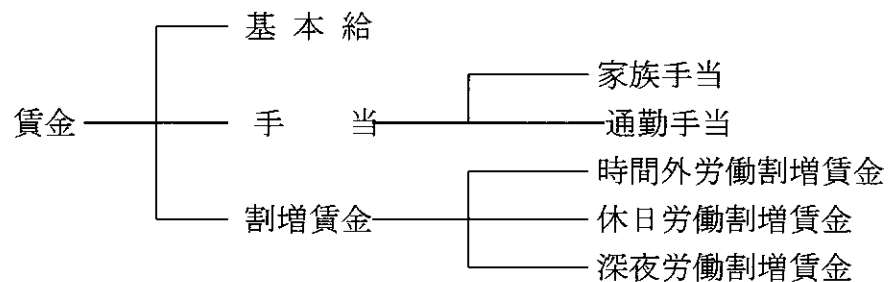 基本給
家族手当
賃金 手当 通勤手当
時間外労働割増賃金
割増賃金 休日労働割増賃金
深夜労働割増賃金